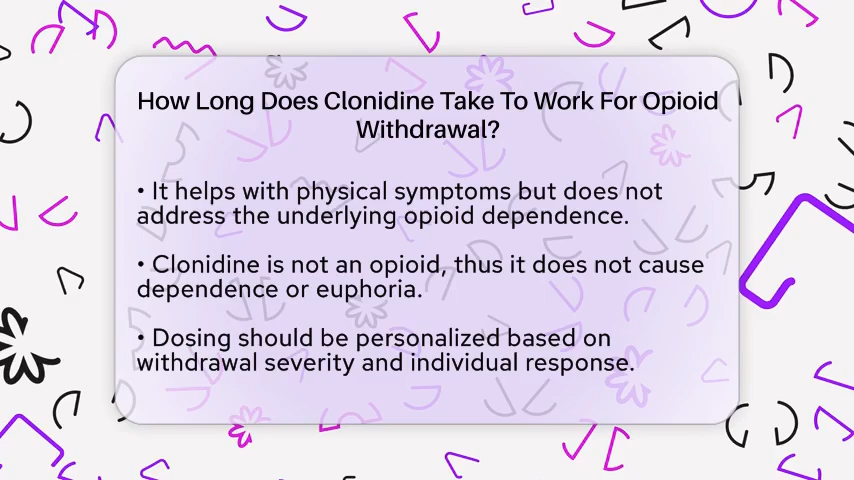 How Long Does Clonidine Take To Work For Opioid
Withdrawal?
• It helps with physical symptoms but does not
address the underlying opioid dependence.
• Clonidine is not an opioid, thus it does not cause
dependence or euphoria.
• Dosing should be personalized based on
withdrawal severity and individual response.